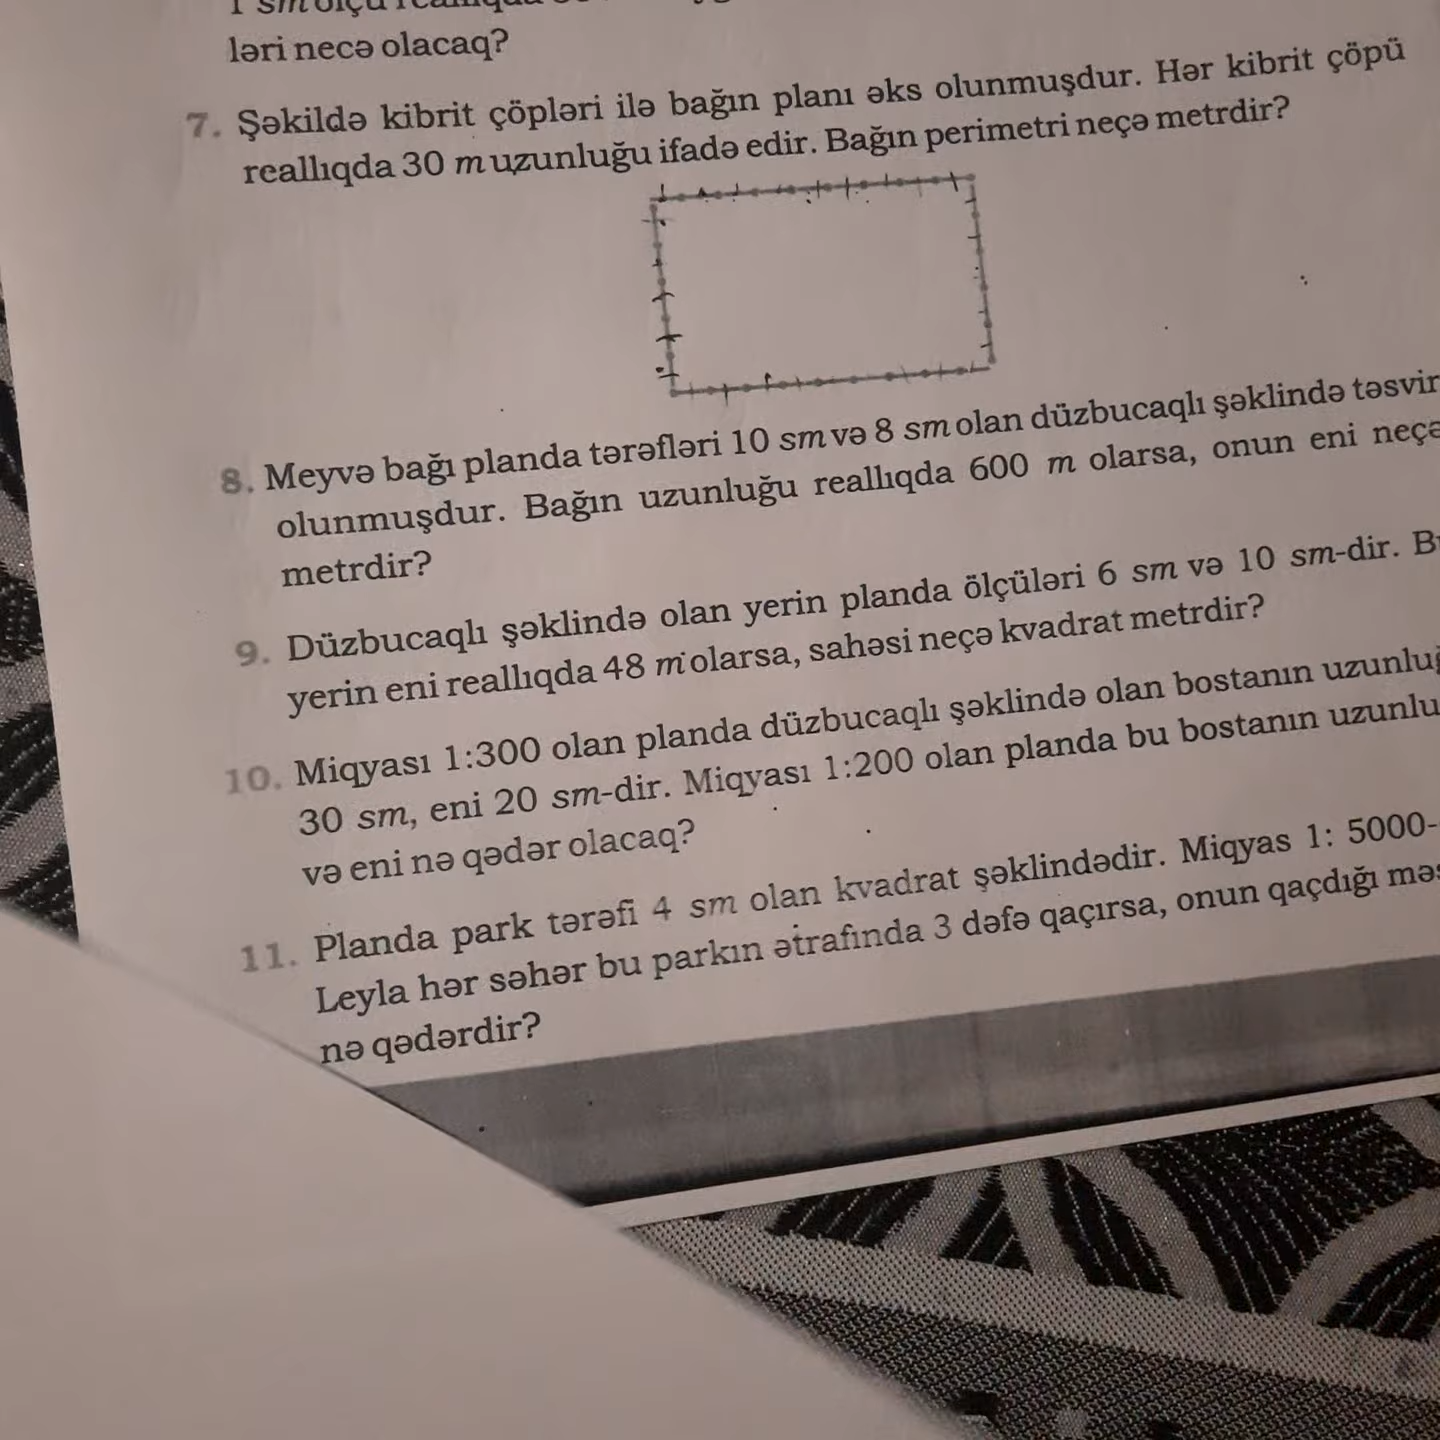 ləri necə olacaq?
7. Şəkildə kibrit çöpləri ilə bağın planı əks olunmuşdur. Hər kibrit çöpü
reallıqda 30 m uzunluğu ifadə edir. Bağın perimetri neçə metrdir?
8. Meyvə bağı planda tərəfləri 10 sm və 8 sm olan düzbucaqlı şəklində təsvir
olunmuşdur. Bağın uzunluğu reallıqda 600 m olarsa, onun eni neçə
metrdir?
9. Düzbucaqlı şəklində olan yerin planda ölçüləri 6 sm və 10 sm-dir.
yerin eni reallıqda 48 m olarsa, sahəsi neçə kvadrat metrdir?
10. Miqyası 1:300 olan planda düzbucaqlı şəklində olan bostanın
30 sm, eni 20 sm-dir. Miqyası 1:200 olan planda bu bostanın
və eni nə qədər olacaq?
11. Planda park tərəfi 4 sm olan kvadrat şəklindədir. Miqyas 1: 5000-
Leyla hər səhər bu parkın ətrafında 3 dəfə qaçırsa, onun qaçdığı
nə qədərdir?